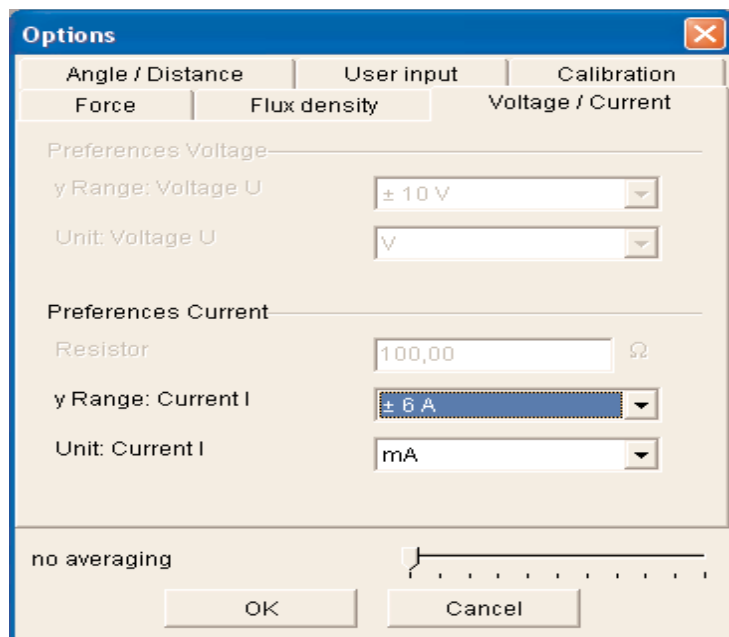 Options
Angle / Distance User input Calibration
Force Flux density Voltage / Current
Preferences Voltage
y Range: Voltage U ± 10 V
Unit: Voltage U V
Preferences Current
Resistor 100,00 Ω
y Range: Current I ± 6 A
Unit: Current I mA
no averaging
OK Cancel